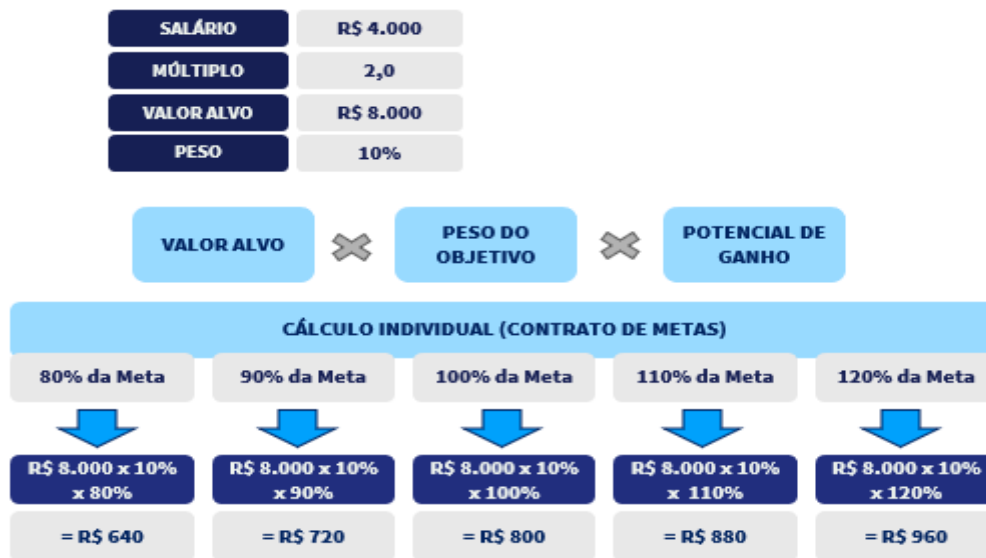 SALÁRIO R$ 4.000
MÚLTIPLO 2,0
VALOR ALVO R$ 8.000
PESO 10%
VALOR ALVO
PESO DO
OBJETIVO
POTENCIAL DE
GANHO
CÁLCULO INDIVIDUAL (CONTRATO DE METAS)
80% da Meta 90% da Meta 100% da Meta 110% da Meta 120% da Meta
R$ 8.000 x 10% R$ 8.000 x 10% R$ 8.000 x 10% R$ 8.000 x 10% R$ 8.000 x 10%
x 80% x 90% x 100% x 110% x 120%
= R$ 640 = R$ 720 = R$ 800 = R$ 880 = R$ 960